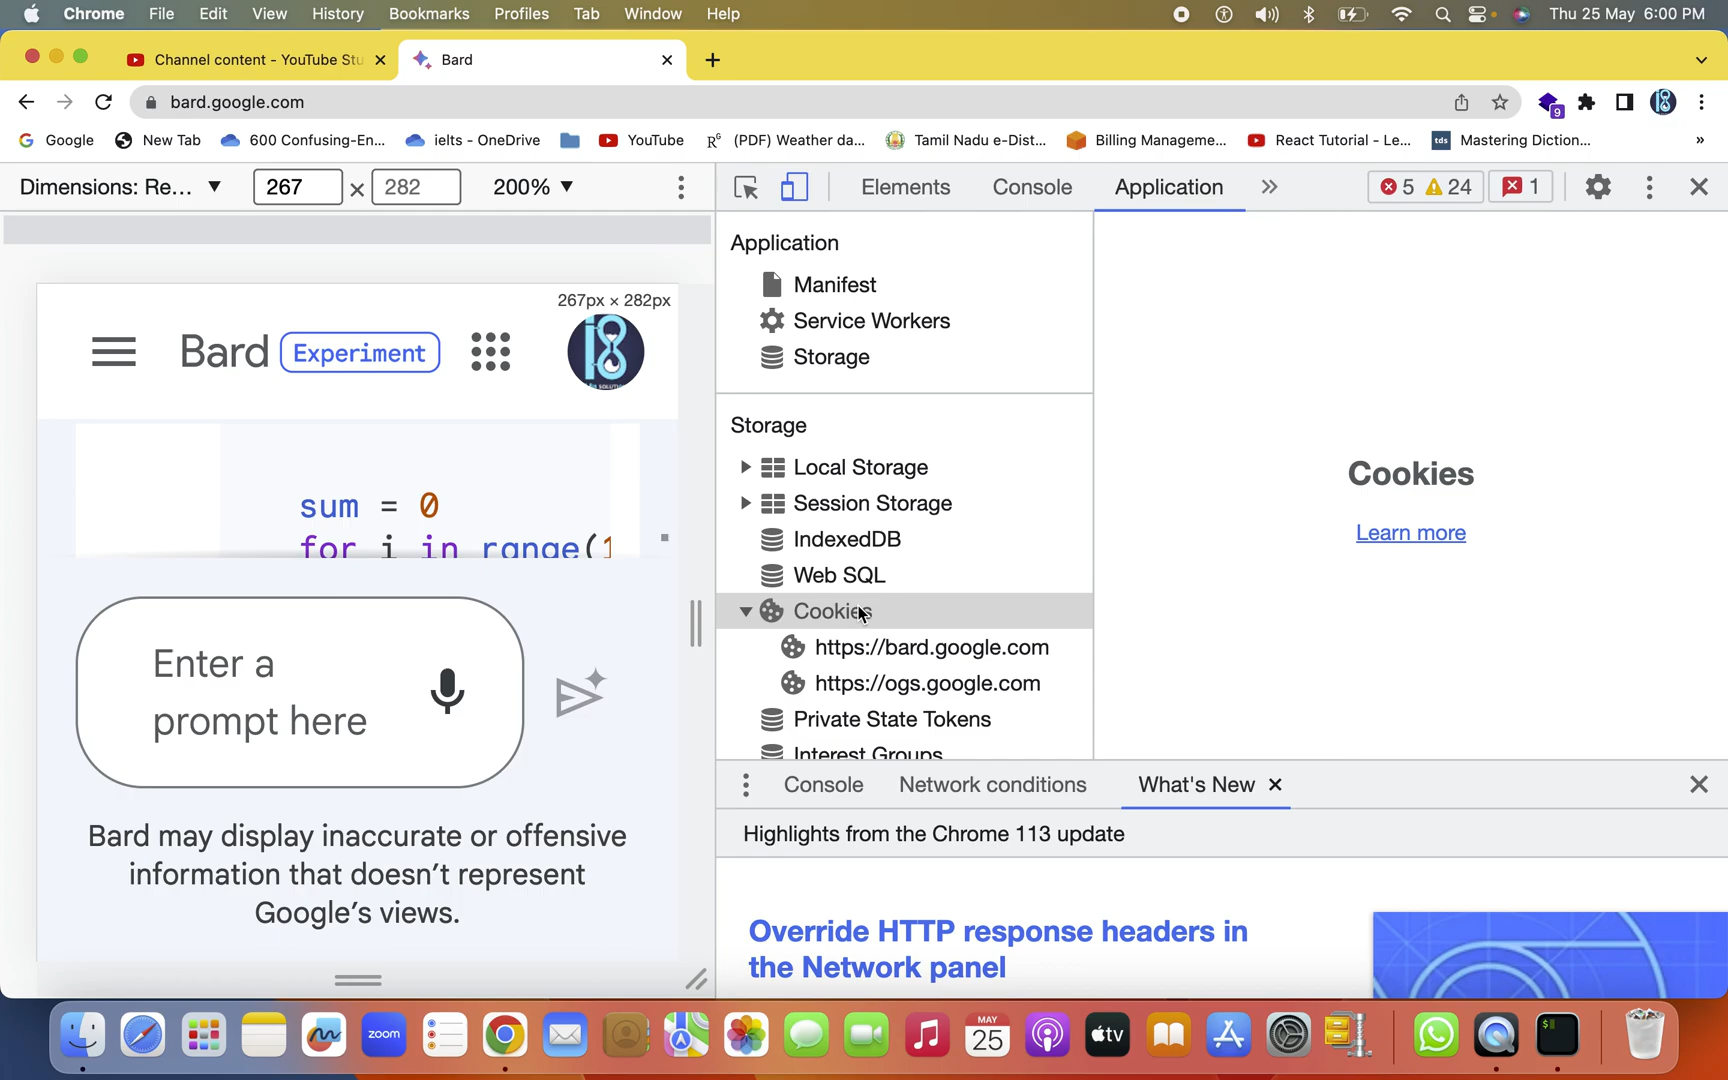 Chrome File Edit View History Bookmarks Profiles Tab Window Help Thu 25 May 6:00 PM
Channel content - YouTube Stu Bard
bard.google.com 9
Google New Tab 600 Confusing-En... ielts - OneDrive YouTube RG (PDF) Weather da... Tamil Nadu e-Dist... Billing Manageme... React Tutorial - Le... tds Mastering Diction... »
Dimensions: Re... 267 × 282 200%
Elements Console Application » 5 24 1
267px × 282px
Bard Experiment
sum = 0
for i in range(1
Enter a
prompt here
Bard may display inaccurate or offensive
information that doesn't represent
Google's views.
Application
Manifest
Service Workers
Storage
Storage
Local Storage
Session Storage
IndexedDB
Web SQL
Cookies
https://bard.google.com
https://ogs.google.com
Private State Tokens
Interest Groups
Cookies
Learn more
Console Network conditions What's New
Highlights from the Chrome 113 update
Override HTTP response headers in
the Network panel
zoom
MAY
25
tv
$